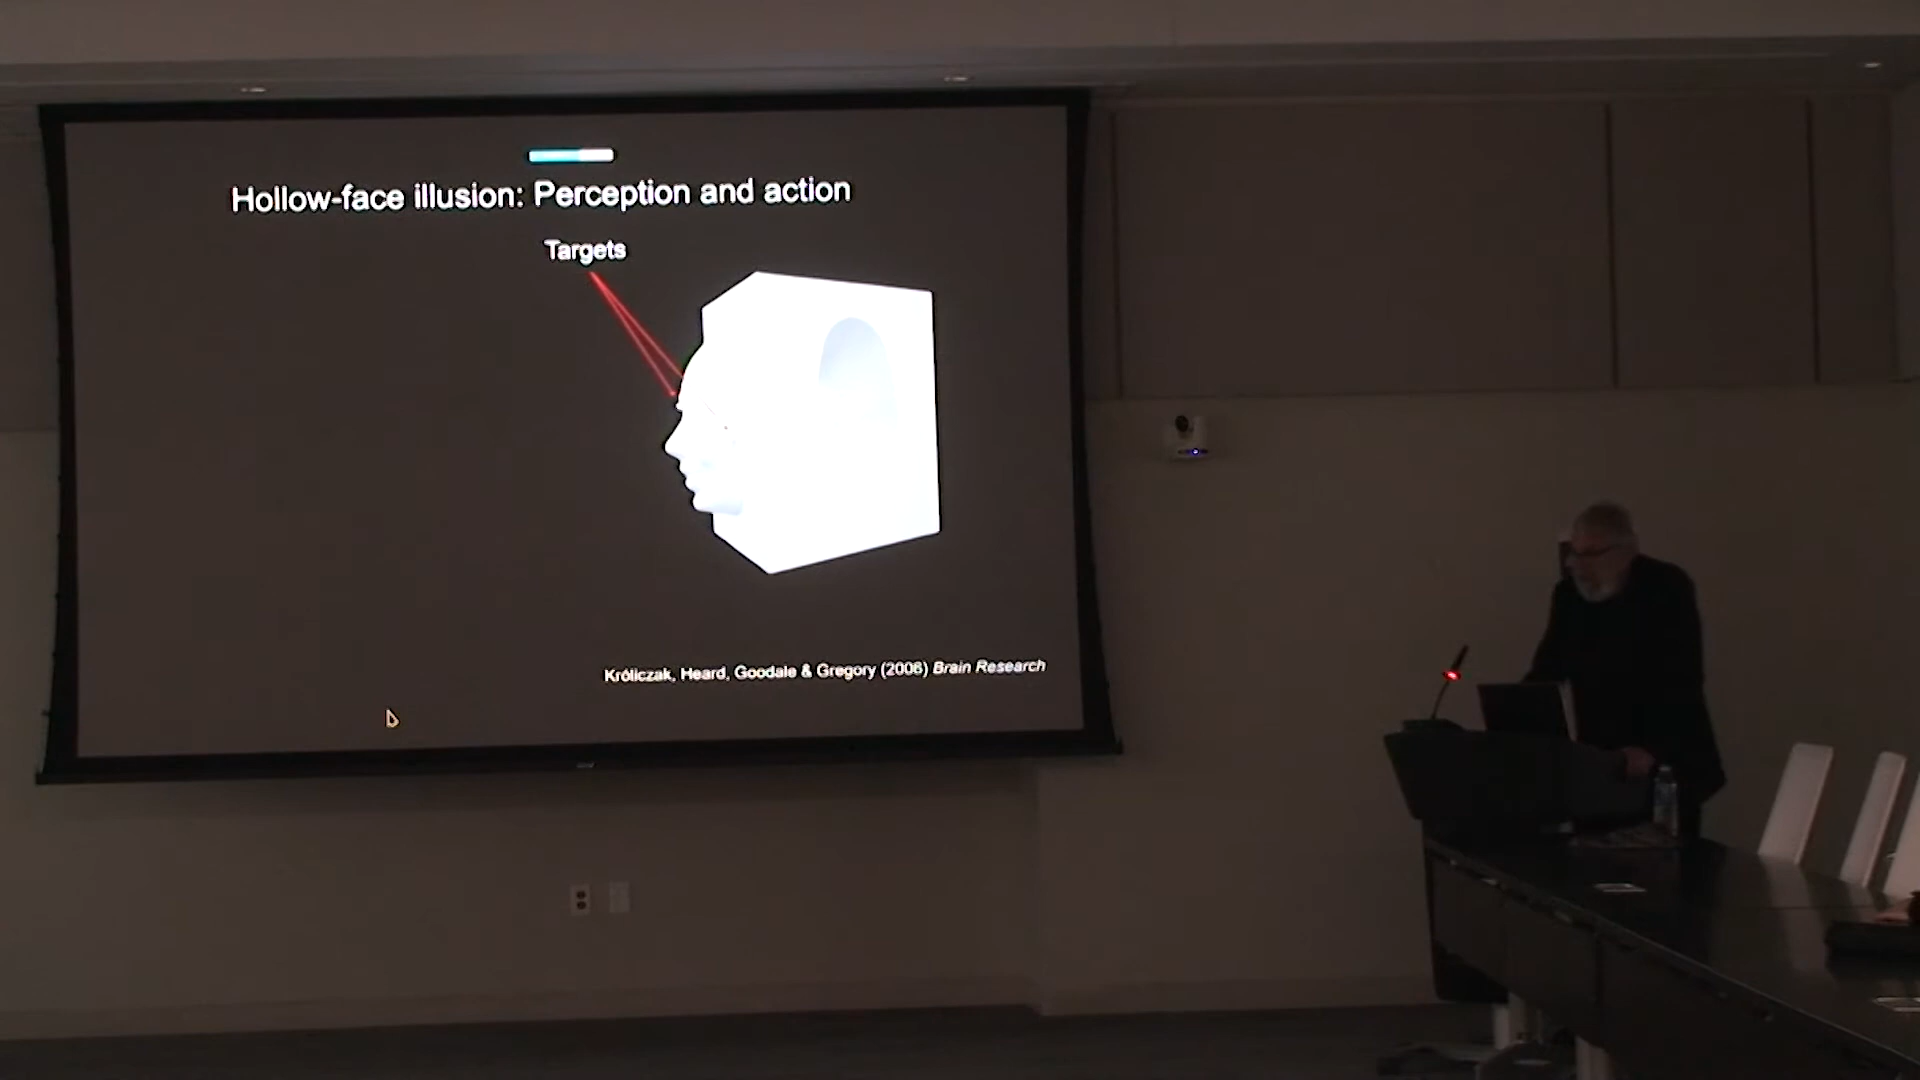 Hollow-face illusion: Perception and action
Targets
Króliczak, Heard, Goodale & Gregory (2006) Brain Research